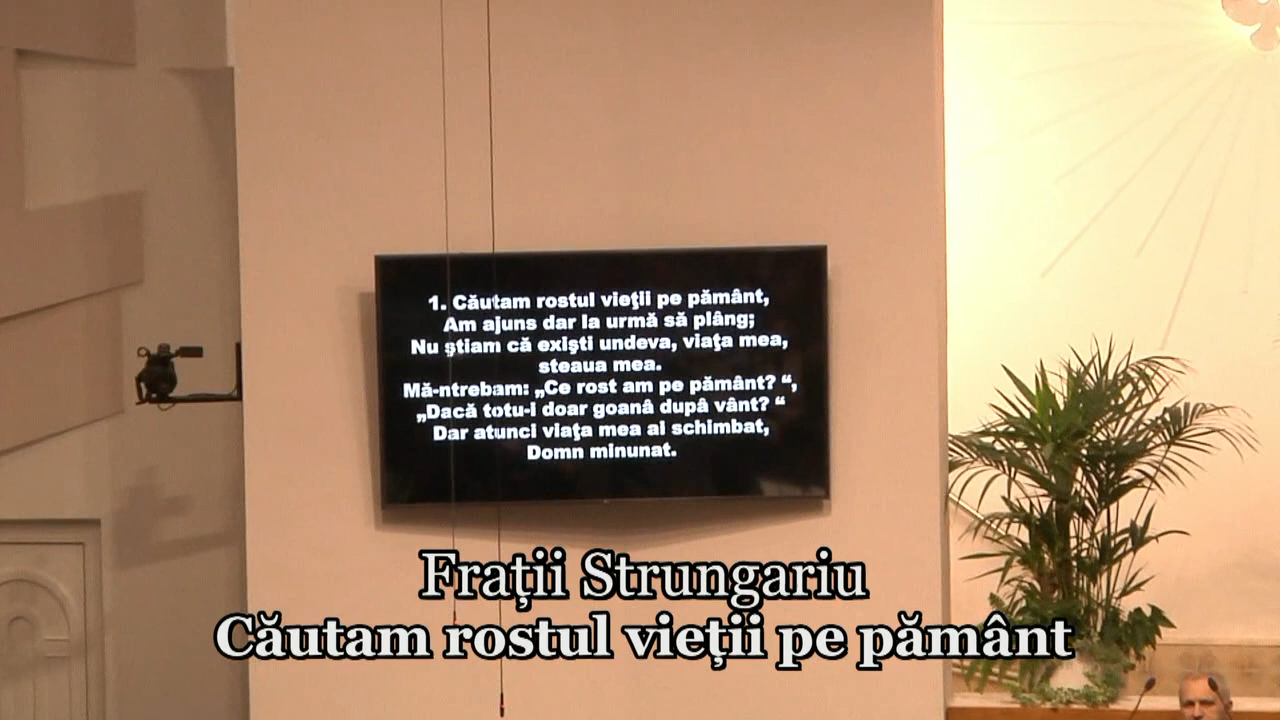 1. Căutam rostul vieţii pe pământ,
Am ajuns dar la urmă să plâng;
Nu ştiam că exişti undeva, viaţa mea,
steaua mea.
Mă-ntrebam: „Ce rost am pe pământ? “,
„Dacă totu-i doar goană după vânt? “
Dar atunci viaţa mea ai schimbat,
Domn minunat.
Frații Strungariu
Căutam rostul vieții pe pământ